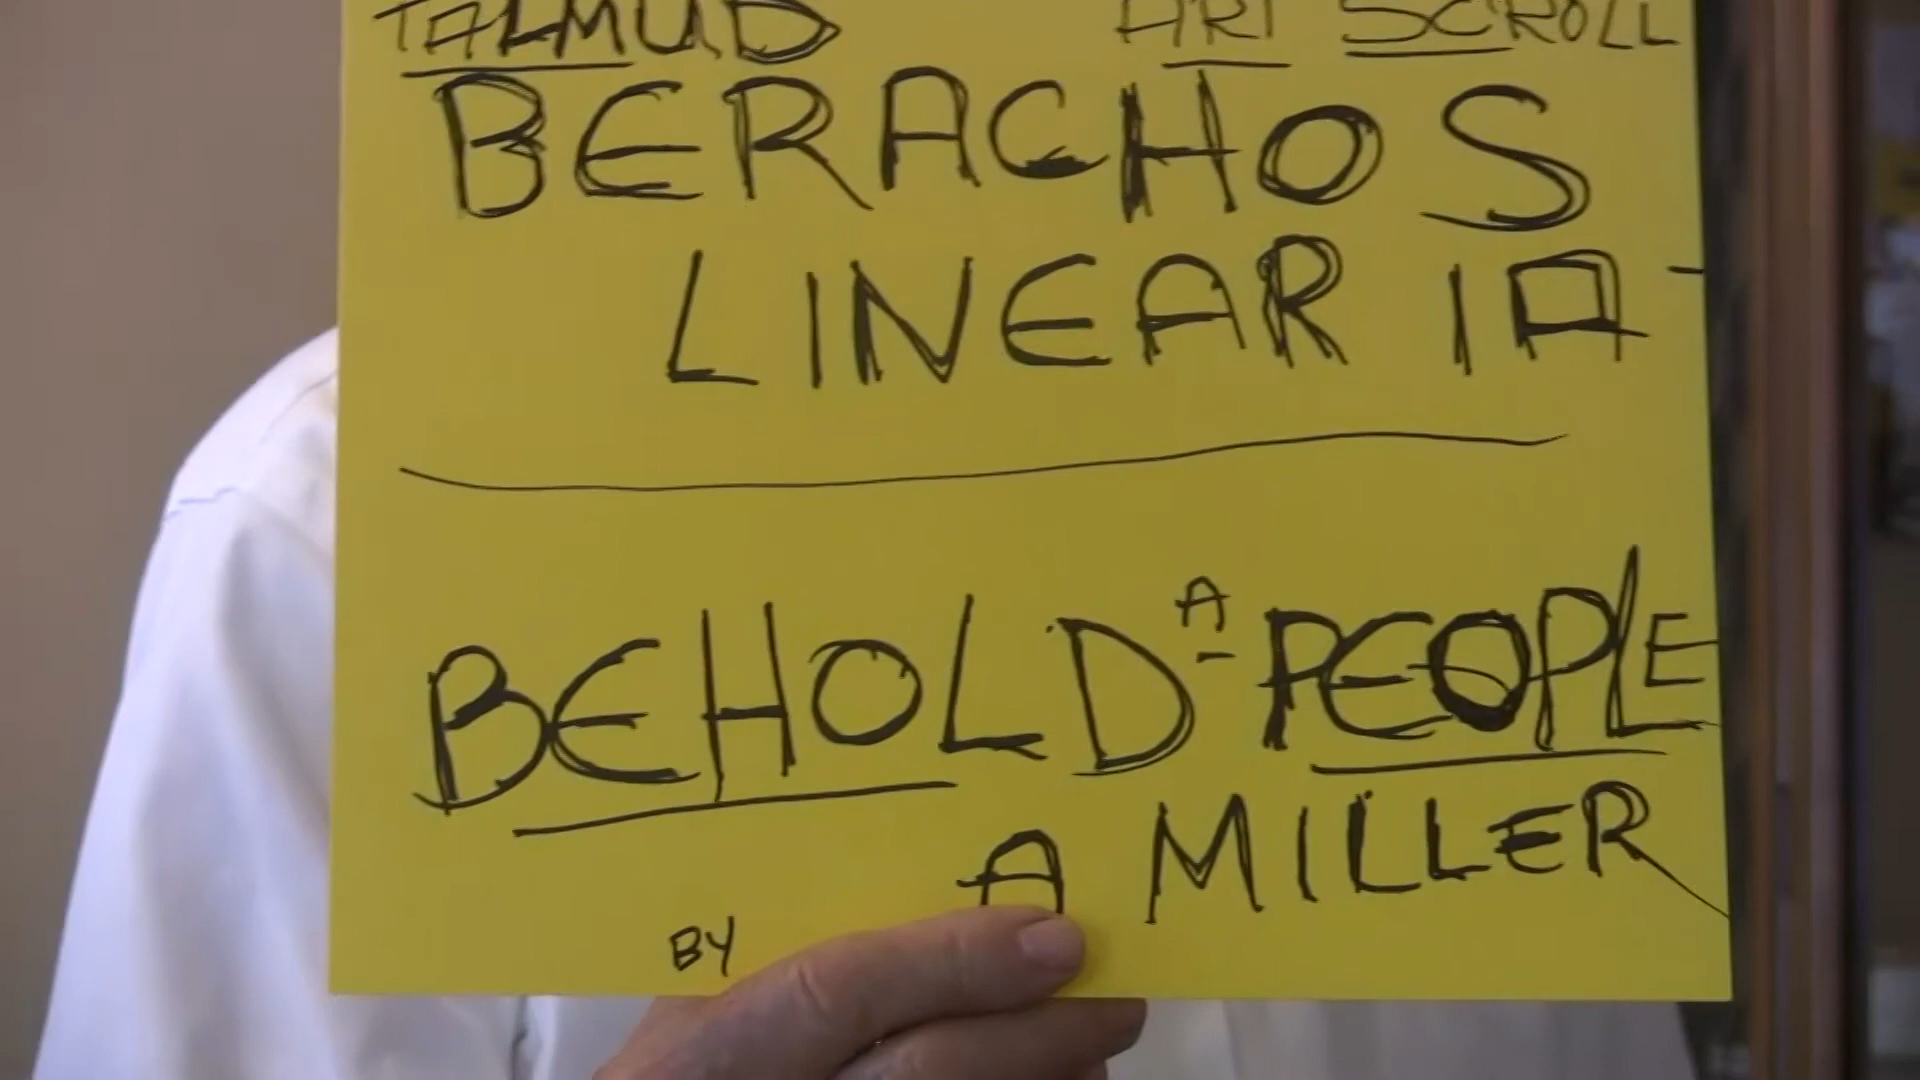 TALMUD ART SCROLL
BERACHOS
LINEAR 1A-
BEHOLD A PEOPLE
A MILLER
BY